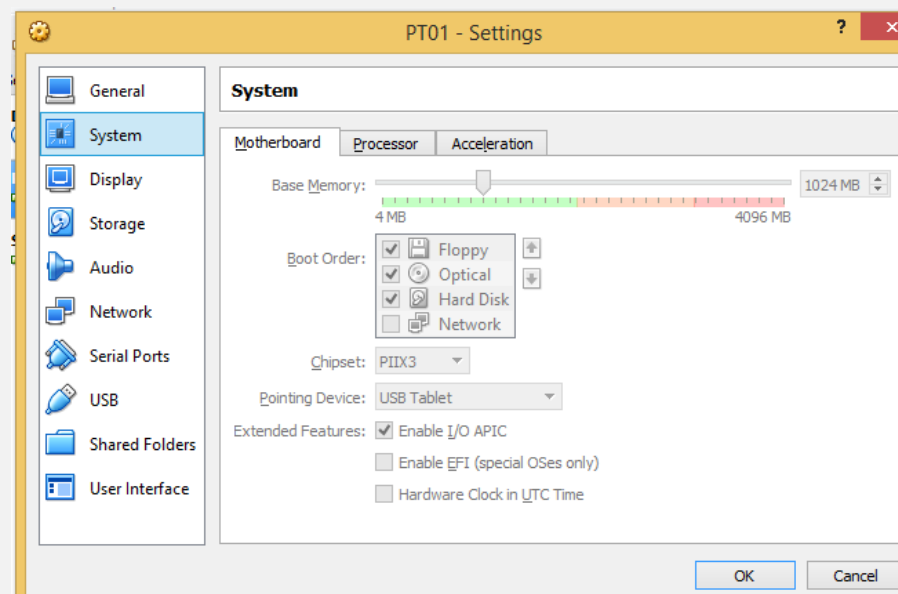 PT01 - Settings
?
General
System
Display
Storage
Audio
Network
Serial Ports
USB
Shared Folders
User Interface
System
Motherboard
Processor
Acceleration
Base Memory:
1024 MB
4 MB
4096 MB
Boot Order:
Floppy
Optical
Hard Disk
Network
Chipset:
PIIX3
Pointing Device:
USB Tablet
Extended Features:
Enable I/O APIC
Enable EFI (special OSes only)
Hardware Clock in UTC Time
OK
Cancel